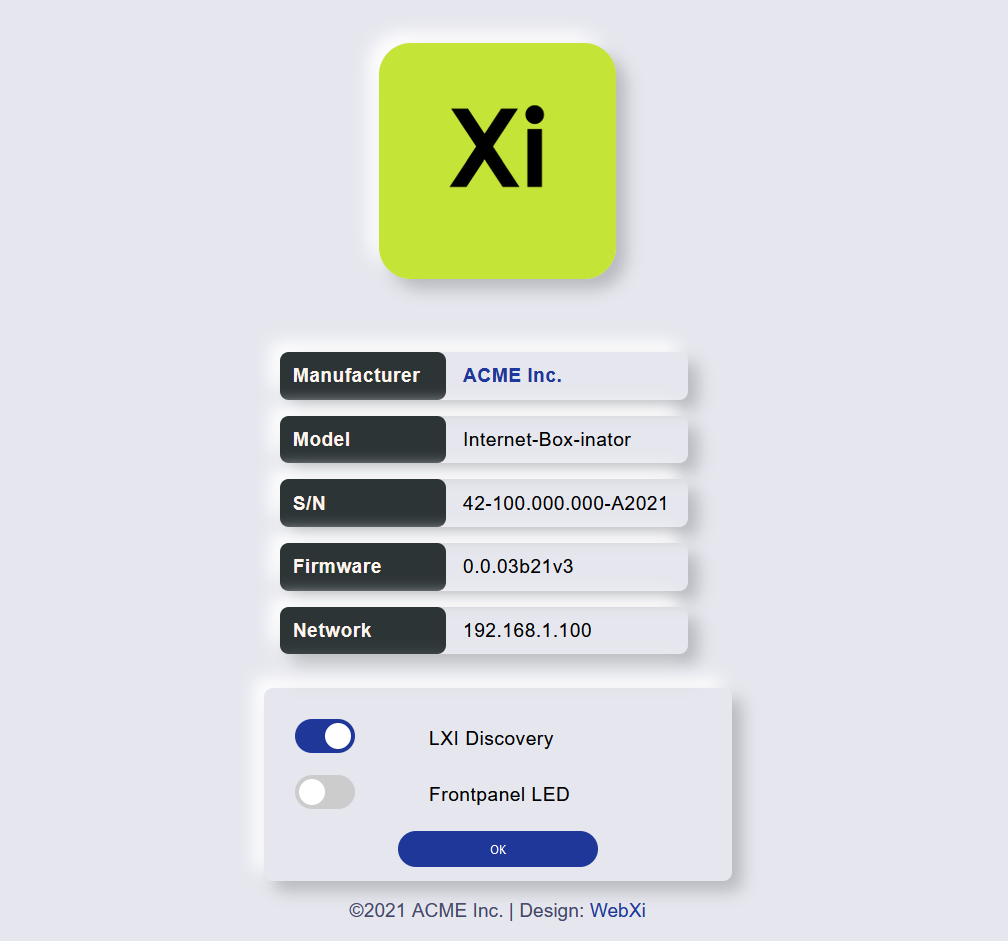 Xi
Manufacturer ACME Inc.
Model Internet-Box-inator
S/N 42-100.000.000-A2021
Firmware 0.0.03b21v3
Network 192.168.1.100
LXI Discovery
Frontpanel LED
OK
©2021 ACME Inc. | Design: WebXi